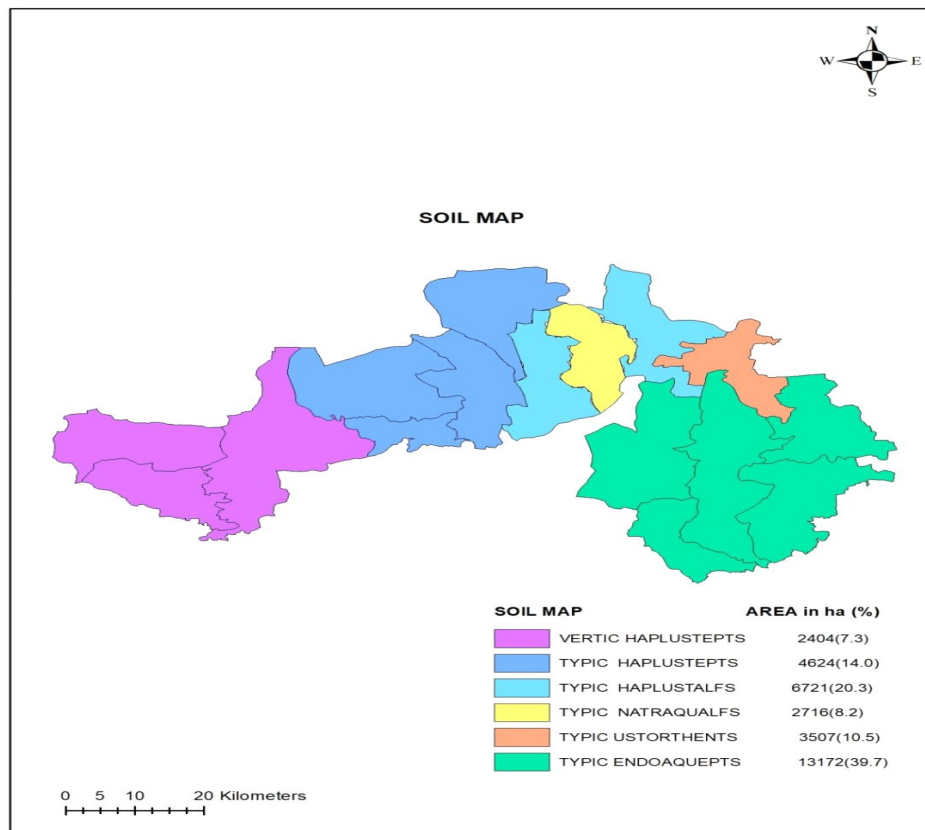 N
W E
S
SOIL MAP
SOIL MAP AREA in ha (%)
VERTIC HAPLUSTEPTS 2404(7.3)
TYPIC HAPLUSTEPTS 4624(14.0)
TYPIC HAPLUSTALFS 6721(20.3)
TYPIC NATRAQUALFS 2716(8.2)
TYPIC USTORTHENTS 3507(10.5)
TYPIC ENDOAQUEPTS 13172(39.7)
0 5 10 20 Kilometers